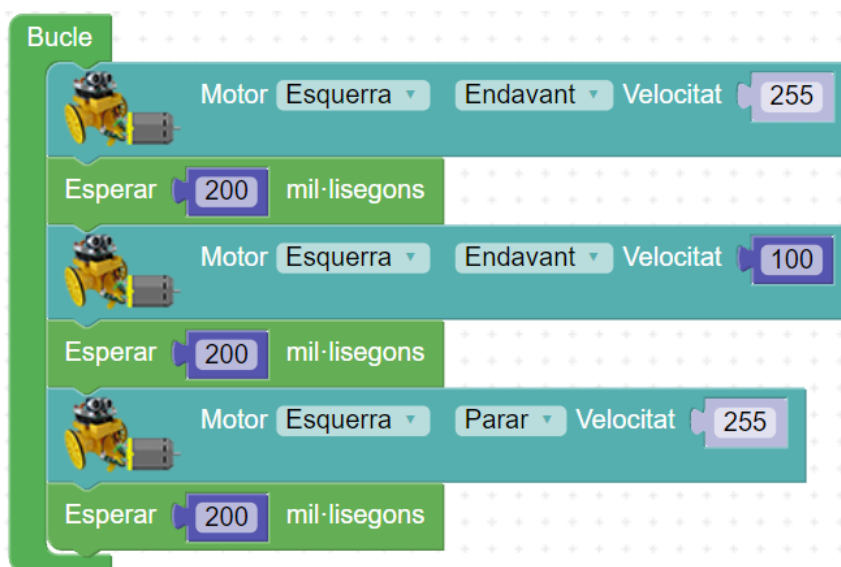 Bucle
Motor Esquerra Endavant Velocitat 255
Esperar 200 mil·lisegons
Motor Esquerra Endavant Velocitat 100
Esperar 200 mil·lisegons
Motor Esquerra Parar Velocitat 255
Esperar 200 mil·lisegons